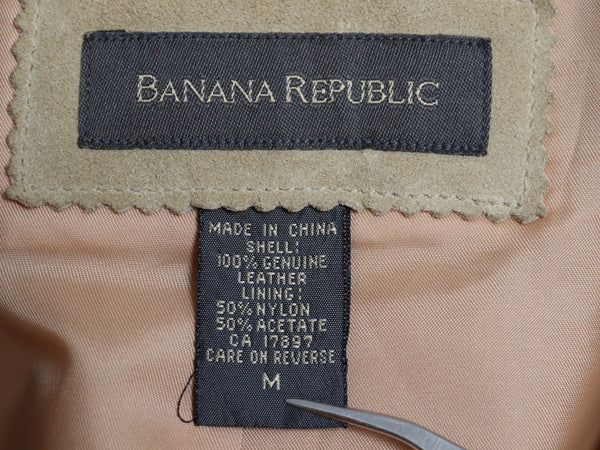 BANANA REPUBLIC
MADE IN CHINA
SHELL:
100% GENUINE
LEATHER
LINING:
50% NYLON
50% ACETATE
CA 17897
CARE ON REVERSE
M